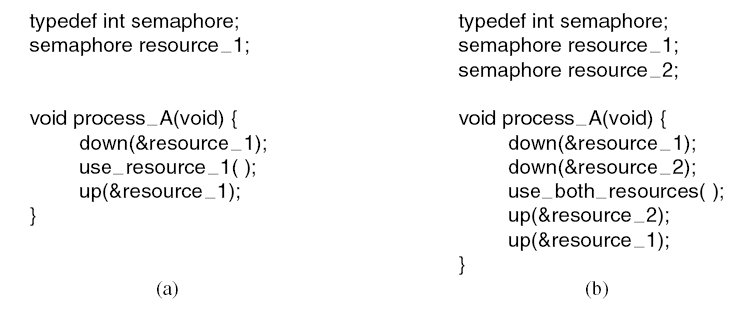 typedef int semaphore;
semaphore resource_1;
void process_A(void) {
down(&resource_1);
use_resource_1( );
up(&resource_1);
}
(a)
typedef int semaphore;
semaphore resource_1;
semaphore resource_2;
void process_A(void) {
down(&resource_1);
down(&resource_2);
use_both_resources( );
up(&resource_2);
up(&resource_1);
}
(b)